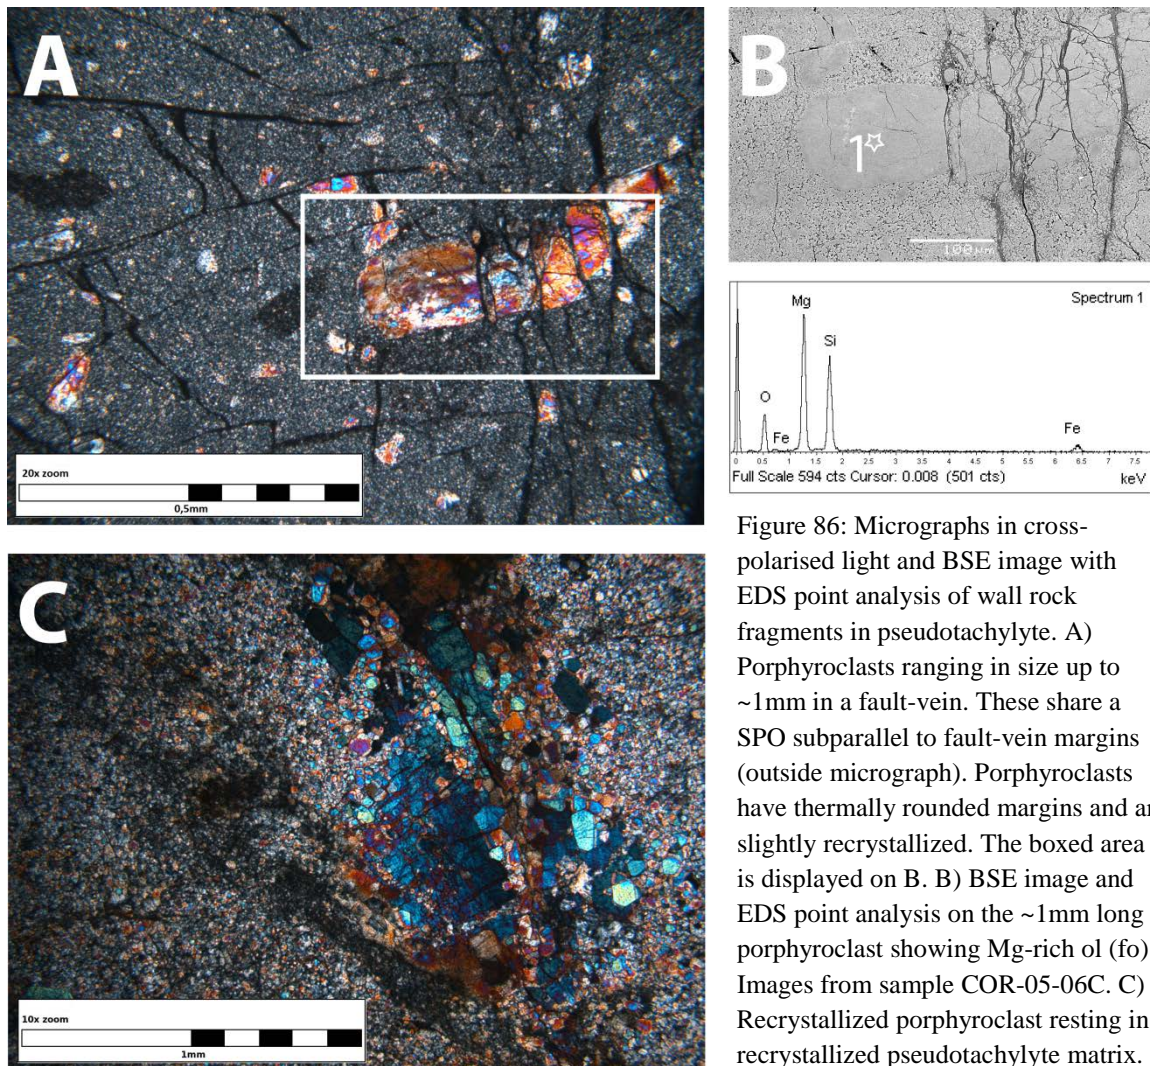 A
20x zoom
0,5mm
B
1☆
100µm
Spectrum 1
Mg
Si
O
Fe
Fe
0 0.5 1 1.5 2 2.5 3 3.5 4 4.5 5 5.5 6 6.5 7 7.5
Full Scale 594 cts Cursor: 0.008 (501 cts)
keV
C
10x zoom
1mm
Figure 86: Micrographs in cross-
polarised light and BSE image with
EDS point analysis of wall rock
fragments in pseudotachylyte. A)
Porphyroclasts ranging in size up to
~1mm in a fault-vein. These share a
SPO subparallel to fault-vein margins
(outside micrograph). Porphyroclasts
have thermally rounded margins and ar
slightly recrystallized. The boxed area
is displayed on B. B) BSE image and
EDS point analysis on the ~1mm long
porphyroclast showing Mg-rich ol (fo)
Images from sample COR-05-06C. C)
Recrystallized porphyroclast resting in
recrystallized pseudotachylyte matrix.